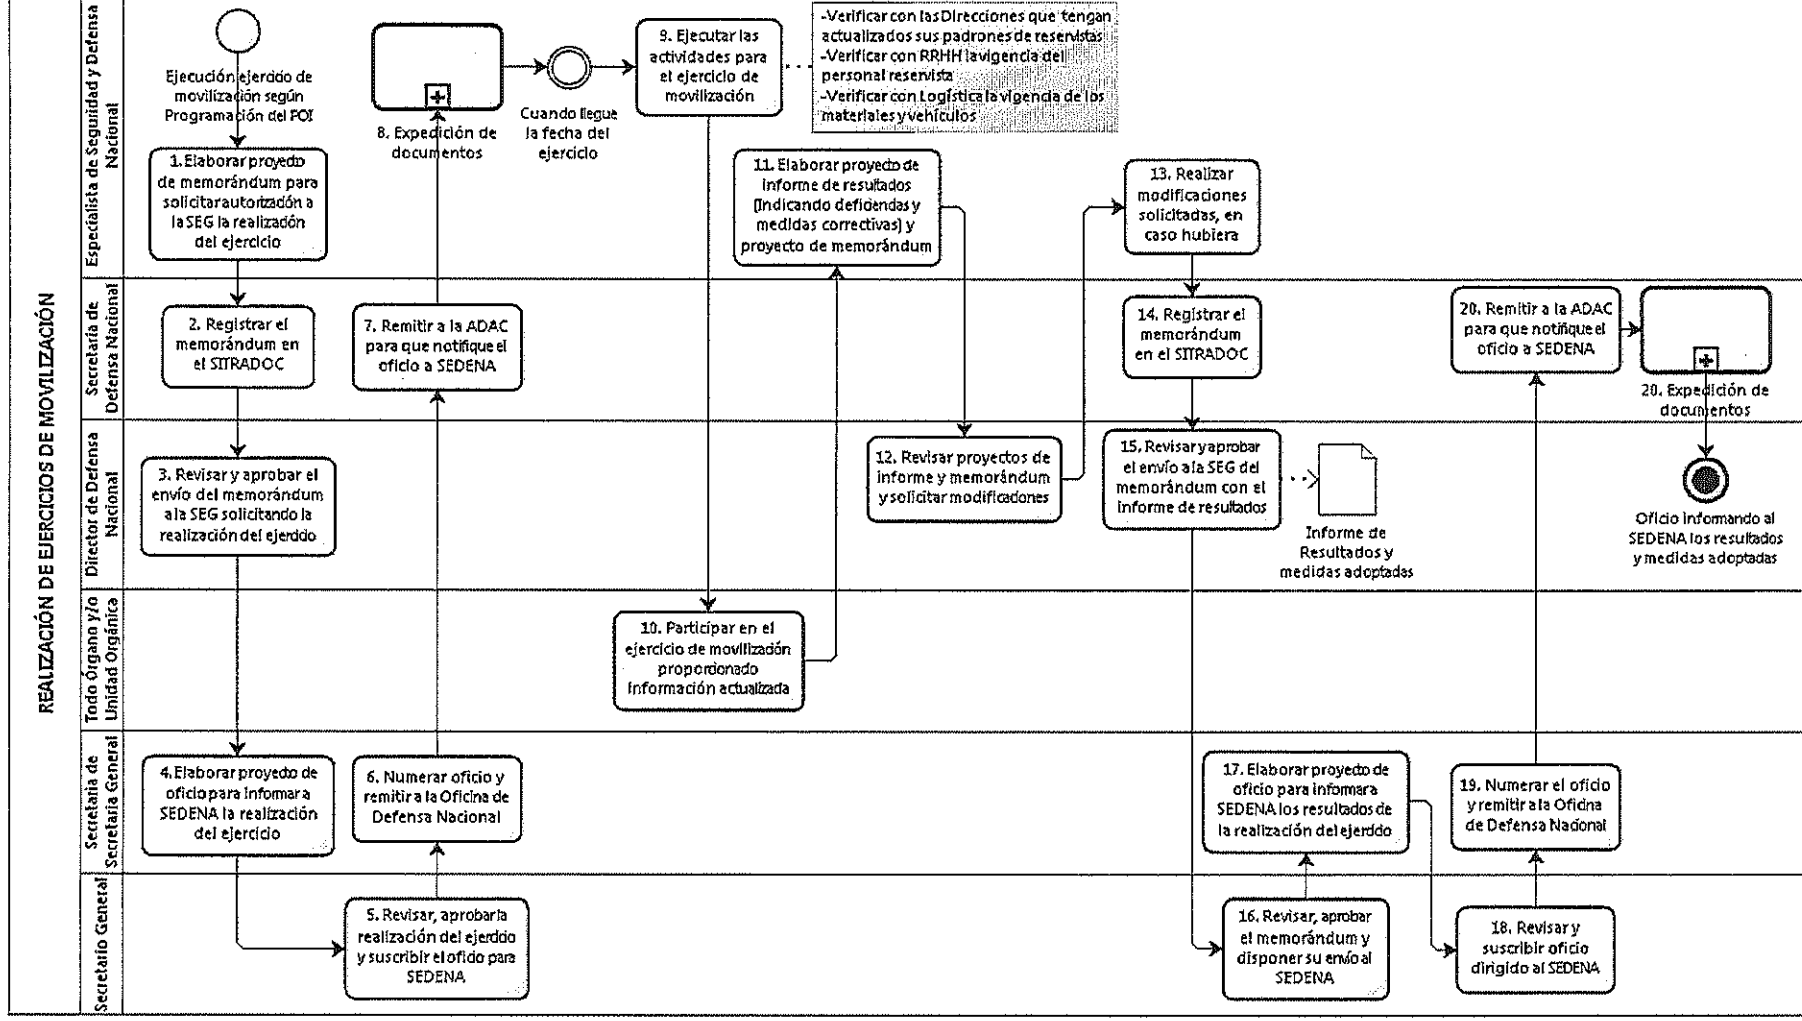 REALIZACIÓN DE EJERCICIOS DE MOVILIZACIÓN
Especialista de Seguridad y Defensa
Nacional
Ejecución ejercicio de
movilización según
Programación del POI
1. Elaborar proyecto
de memorándum para
solicitar autorización a
la SEG la realización
del ejercicio
8. Expedición de
documentos
Cuando llegue
la fecha del
ejercicio
9. Ejecutar las
actividades para
el ejercicio de
movilización
-Verificar con las Direcciones que tengan
actualizados sus padrones de reservistas
-Verificar con RRHH la vigencia del
personal reservista
-Verificar con Logística la vigencia de los
materiales y vehículos
11. Elaborar proyecto de
informe de resultados
(Indicando deficiencias y
medidas correctivas) y
proyecto de memorándum
13. Realizar
modificaciones
solicitadas, en
caso hubiera
Secretaria de
Defensa Nacional
2. Registrar el
memorándum en
el SITRADOC
7. Remitir a la ADAC
para que notifique el
oficio a SEDENA
14. Registrar el
memorándum
en el SITRADOC
20. Remitir a la ADAC
para que notifique el
oficio a SEDENA
20. Expedición de
documentos
Director de Defensa
Nacional
3. Revisar y aprobar el
envío del memorándum
a la SEG solicitando la
realización del ejercicio
12. Revisar proyectos de
informe y memorándum
y solicitar modificaciones
15. Revisar y aprobar
el envío a la SEG del
memorándum con el
informe de resultados
Informe de
Resultados y
medidas adoptadas
Oficio informando al
SEDENA los resultados
y medidas adoptadas
Todo Órgano y/o
Unidad Orgánica
10. Participar en el
ejercicio de movilización
proporcionado
información actualizada
Secretaria de
Secretaria General
4. Elaborar proyecto de
oficio para informar a
SEDENA la realización
del ejercicio
6. Numerar oficio y
remitir a la Oficina de
Defensa Nacional
17. Elaborar proyecto de
oficio para informar a
SEDENA los resultados de
la realización del ejercicio
19. Numerar el oficio
y remitir a la Oficina
de Defensa Nacional
Secretario General
5. Revisar, aprobar la
realización del ejercicio
y suscribir el oficio para
SEDENA
16. Revisar, aprobar
el memorándum y
disponer su envío al
SEDENA
18. Revisar y
suscribir oficio
dirigido al SEDENA